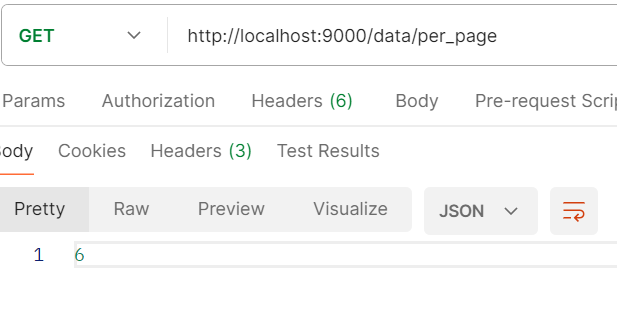 GET http://localhost:9000/data/per_page
Params Authorization Headers (6) Body Pre-request Scri
ody Cookies Headers (3) Test Results
Pretty Raw Preview Visualize JSON
1 6